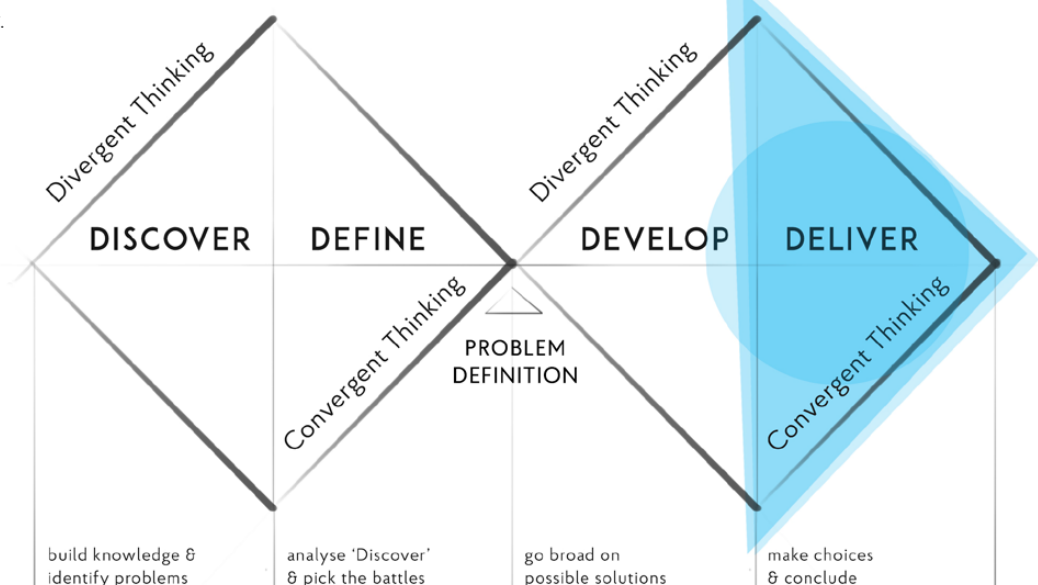 Divergent Thinking
Divergent Thinking
DISCOVER
DEFINE
DEVELOP
DELIVER
Convergent Thinking
Convergent Thinking
PROBLEM
DEFINITION
build knowledge &
identify problems
analyse ‘Discover’
& pick the battles
go broad on
possible solutions
make choices
& conclude